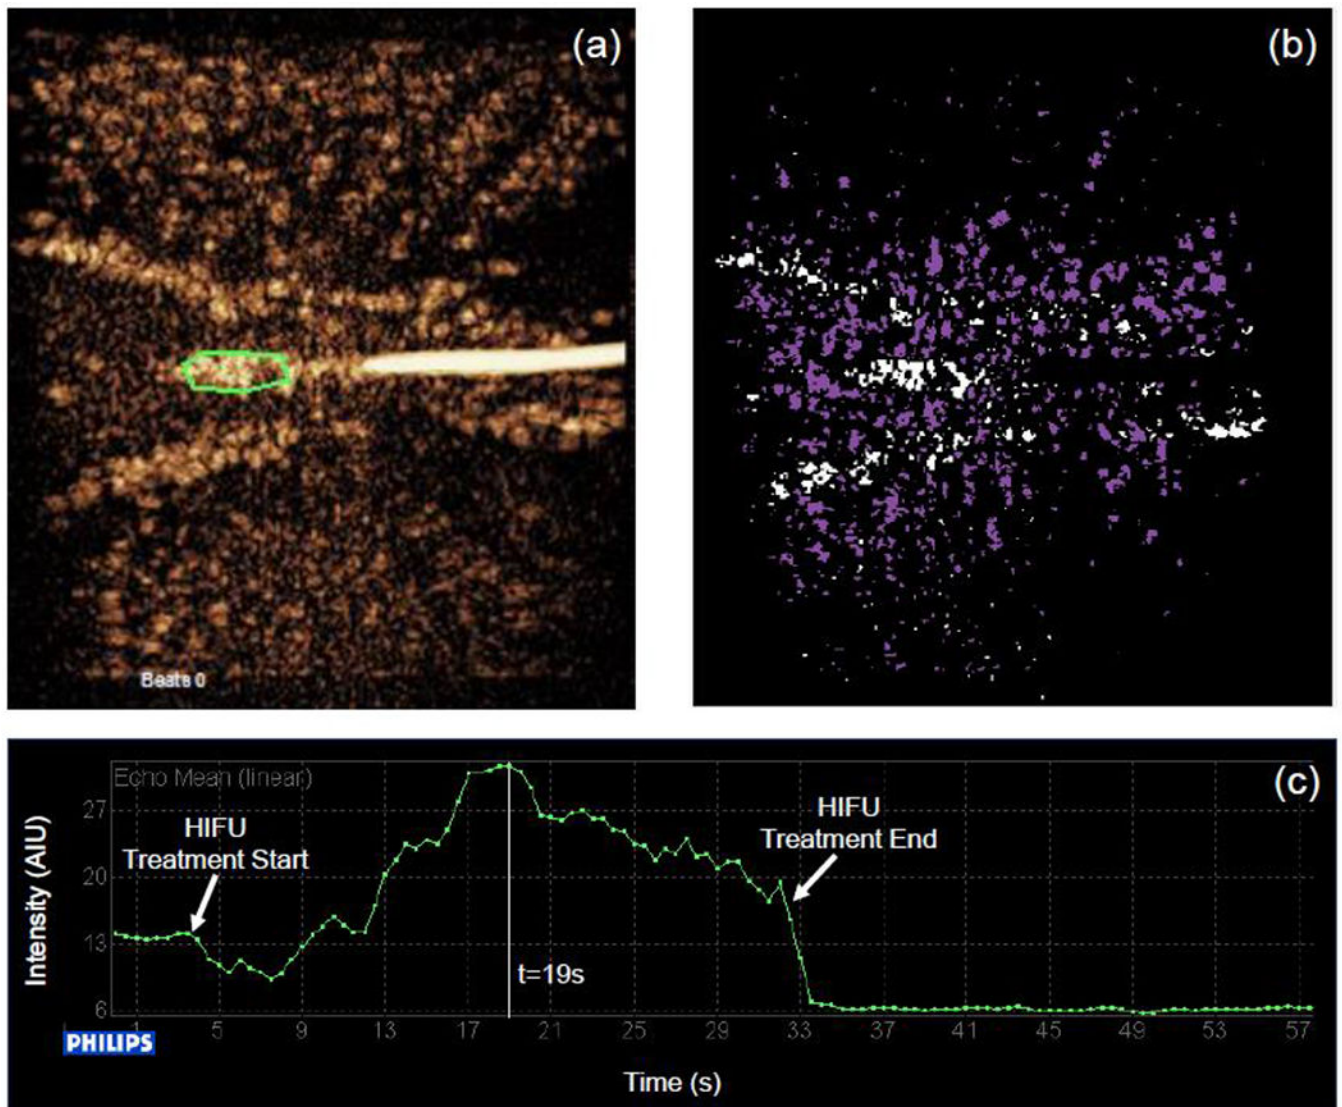 (a)
(b)
Beats 0
(c)
Echo Mean (linear)
Intensity (AIU)
27
20
13
6
HIFU
Treatment Start
HIFU
Treatment End
t=19s
1 5 9 13 17 21 25 29 33 37 41 45 49 53 57
PHILIPS
Time (s)